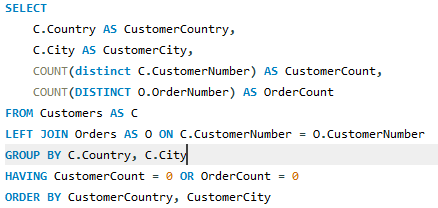 SELECT
C.Country AS CustomerCountry,
C.City AS CustomerCity,
COUNT(distinct C.CustomerNumber) AS CustomerCount,
COUNT(DISTINCT O.OrderNumber) AS OrderCount
FROM Customers AS C
LEFT JOIN Orders AS O ON C.CustomerNumber = O.CustomerNumber
GROUP BY C.Country, C.City
HAVING CustomerCount = 0 OR OrderCount = 0
ORDER BY CustomerCountry, CustomerCity